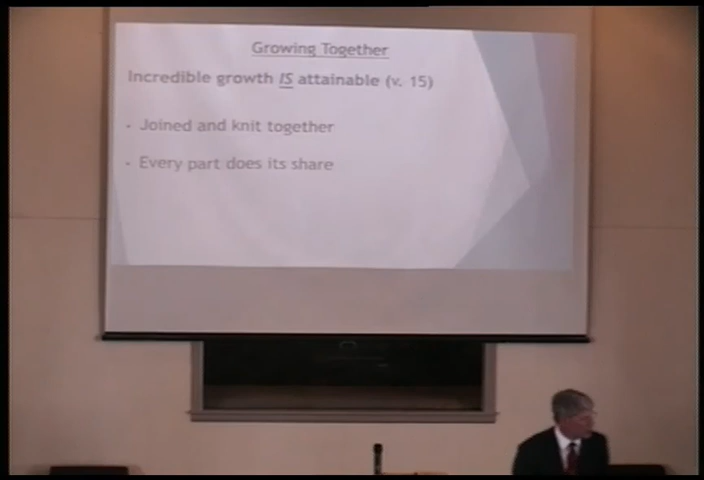 Growing Together
Incredible growth IS attainable (v. 15)
- Joined and knit together
- Every part does its share